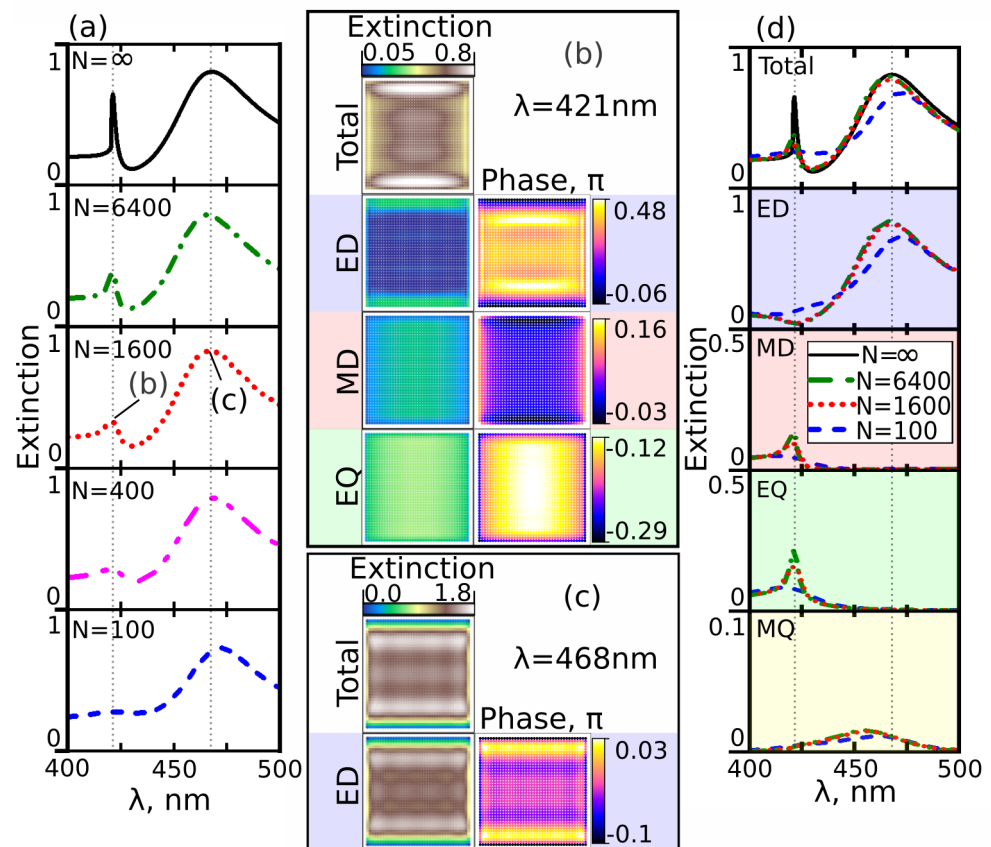 (a)
1
N=∞
0
1
N=6400
0
1
N=1600
(b)
(c)
0
1
N=400
0
1
N=100
0
400
450
500
λ, nm
Extinction
Extinction
0.05 0.8
(b)
λ=421nm
Total
Phase, π
ED
0.48
-0.06
MD
0.16
-0.03
EQ
-0.12
-0.29
Extinction
0.0 1.8
(c)
λ=468nm
Total
Phase, π
ED
0.03
-0.1
(d)
1
Total
0
1
ED
0
0.5
MD
N=∞
N=6400
N=1600
N=100
0
0.5
EQ
0
0.1
MQ
0
400
450
500
λ, nm
Extinction